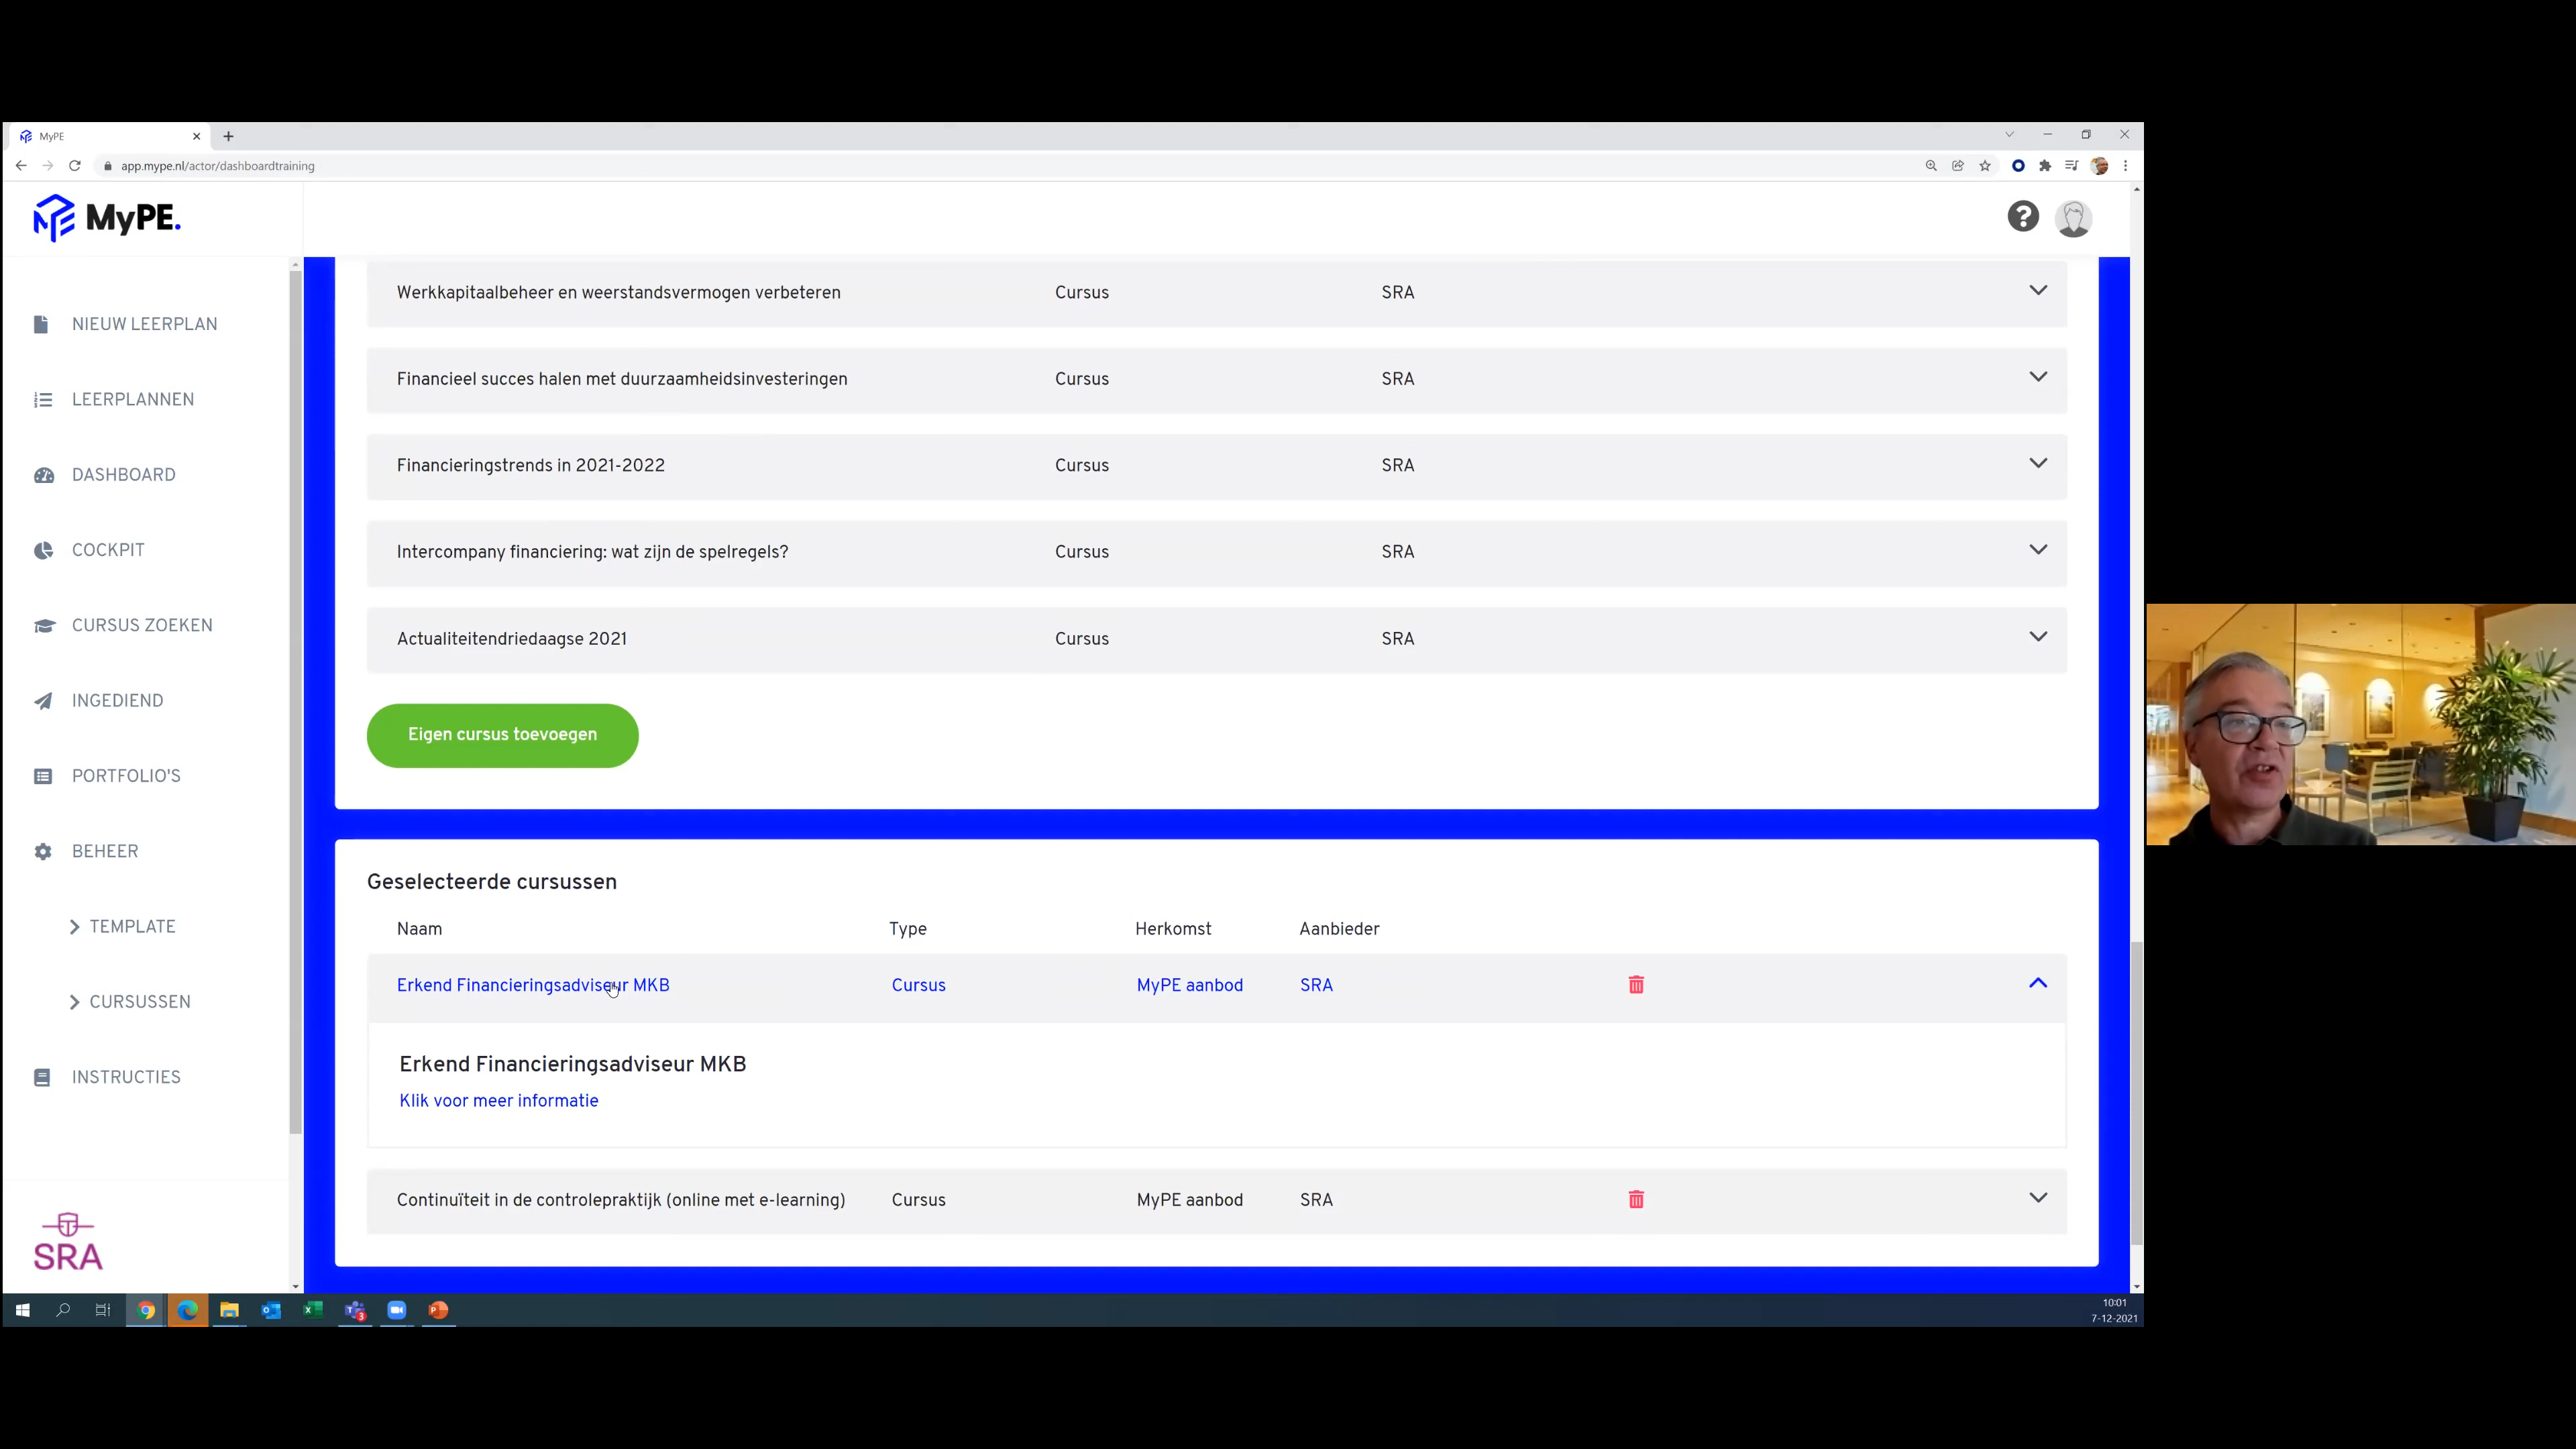 MyPE
app.mype.nl/actor/dashboardtraining
MyPE.
NIEUW LEERPLAN
LEERPLANNEN
DASHBOARD
COCKPIT
CURSUS ZOEKEN
INGEDIEND
PORTFOLIO'S
BEHEER
TEMPLATE
CURSUSSEN
INSTRUCTIES
SRA
Werkkapitaalbeheer en weerstandsvermogen verbeteren Cursus SRA
Financieel succes halen met duurzaamheidsinvesteringen Cursus SRA
Financieringstrends in 2021-2022 Cursus SRA
Intercompany financiering: wat zijn de spelregels? Cursus SRA
Actualiteitendriedaagse 2021 Cursus SRA
Eigen cursus toevoegen
Geselecteerde cursussen
Naam Type Herkomst Aanbieder
Erkend Financieringsadviseur MKB Cursus MyPE aanbod SRA
Erkend Financieringsadviseur MKB
Klik voor meer informatie
Continuïteit in de controlepraktijk (online met e-learning) Cursus MyPE aanbod SRA
10:01
7-12-2021